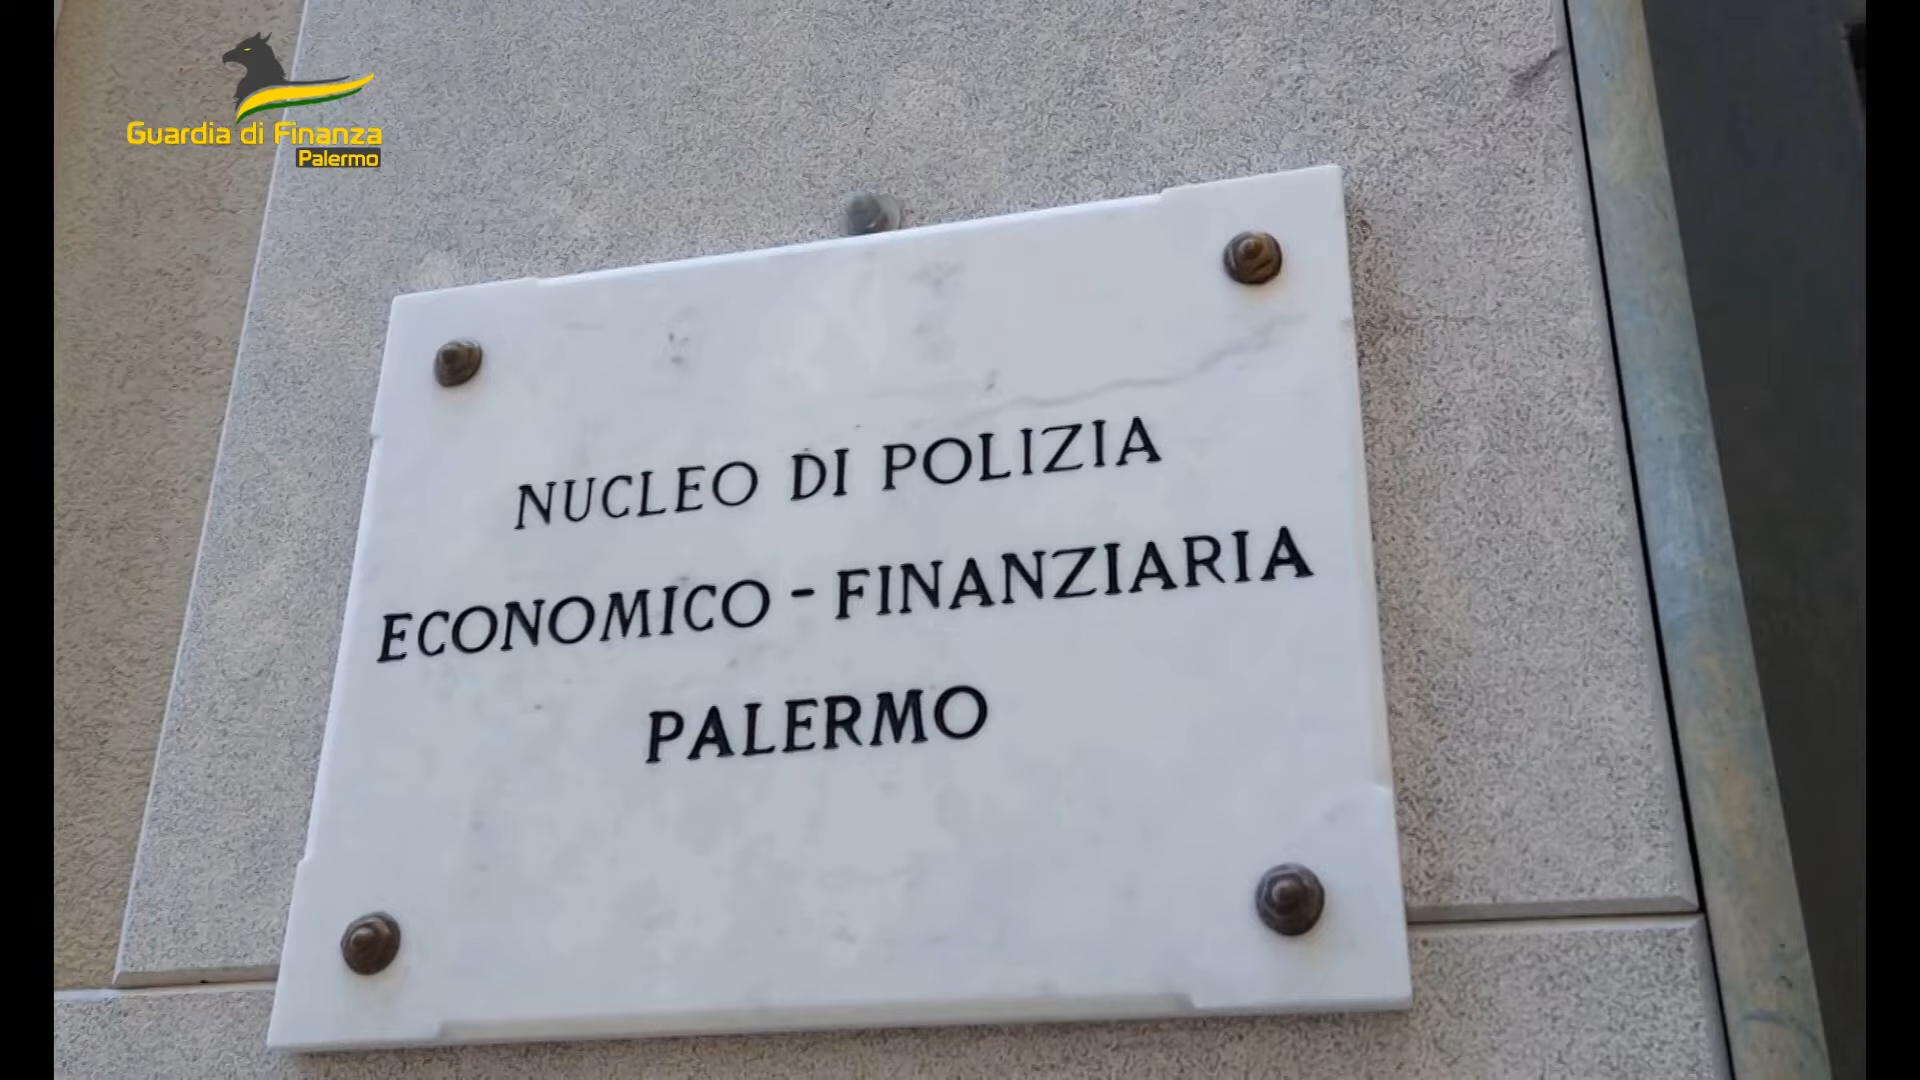 Guardia di Finanza
Palermo
NUCLEO DI POLIZIA
ECONOMICO - FINANZIARIA
PALERMO